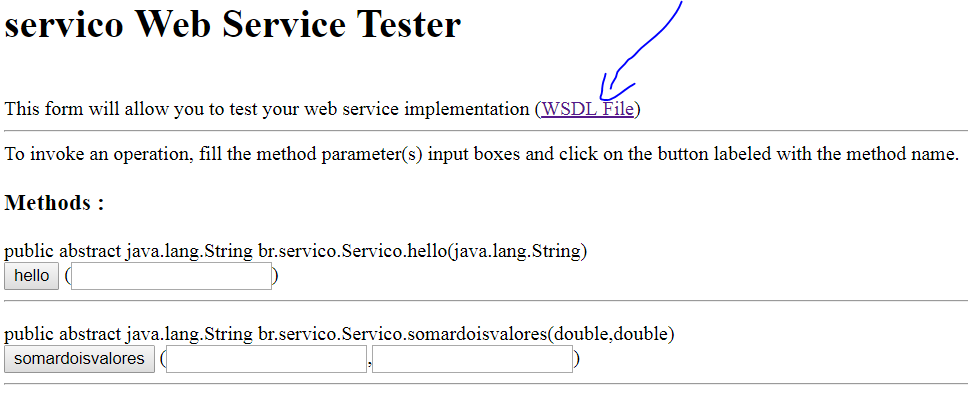 servico Web Service Tester
This form will allow you to test your web service implementation (WSDL File)
To invoke an operation, fill the method parameter(s) input boxes and click on the button labeled with the method name.
Methods :
public abstract java.lang.String br.servico.Servico.hello(java.lang.String)
hello ( )
public abstract java.lang.String br.servico.Servico.somardoisvalores(double,double)
somardoisvalores ( , )